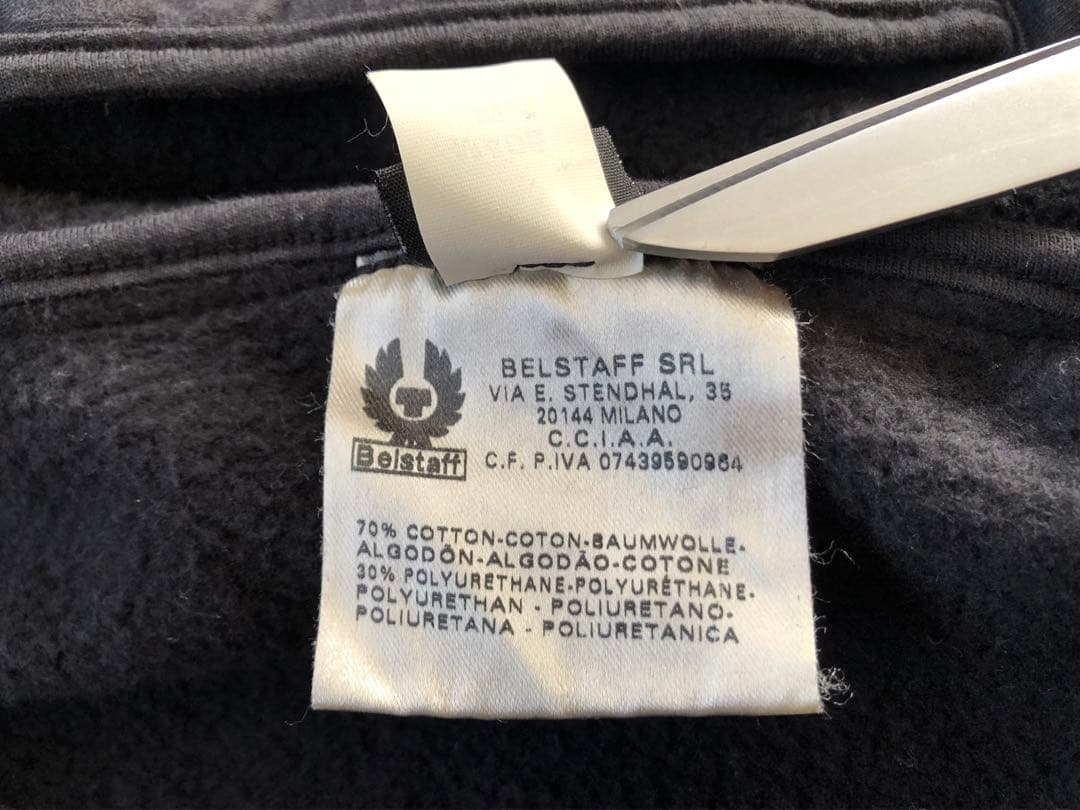 BELSTAFF SRL
VIA E. STENDHAL, 35
20144 MILANO
C.C.I.A.A.
C.F. P.IVA 07439590964
Belstaff
70% COTTON-COTON-BAUMWOLLE-
ALGODÓN-ALGODÃO-COTONE
30% POLYURETHANE-POLYURÉTHANE-
POLYURETHAN - POLIURETANO-
POLIURETANA - POLIURETANICA